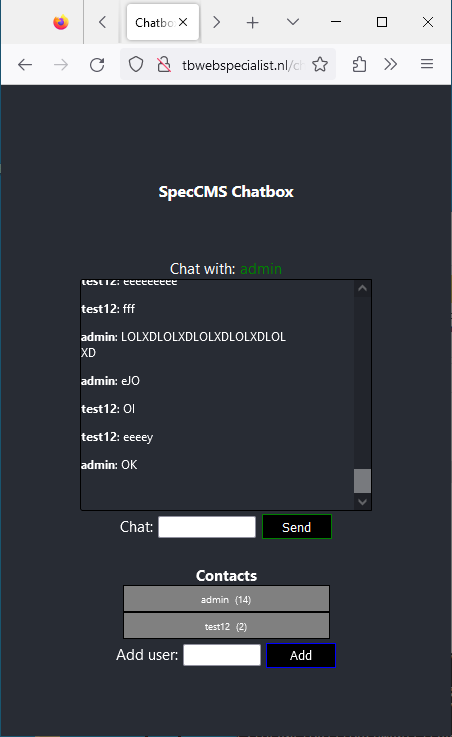 Chatbo
tbwebspecialist.nl/c
SpecCMS Chatbox
Chat with: admin
test12: eeeeeeeee
test12: fff
admin: LOLXDLOLXDLOLXDLOLXDLOL
XD
admin: eJO
test12: OI
test12: eeeey
admin: OK
Chat:
Send
Contacts
admin (14)
test12 (2)
Add user:
Add